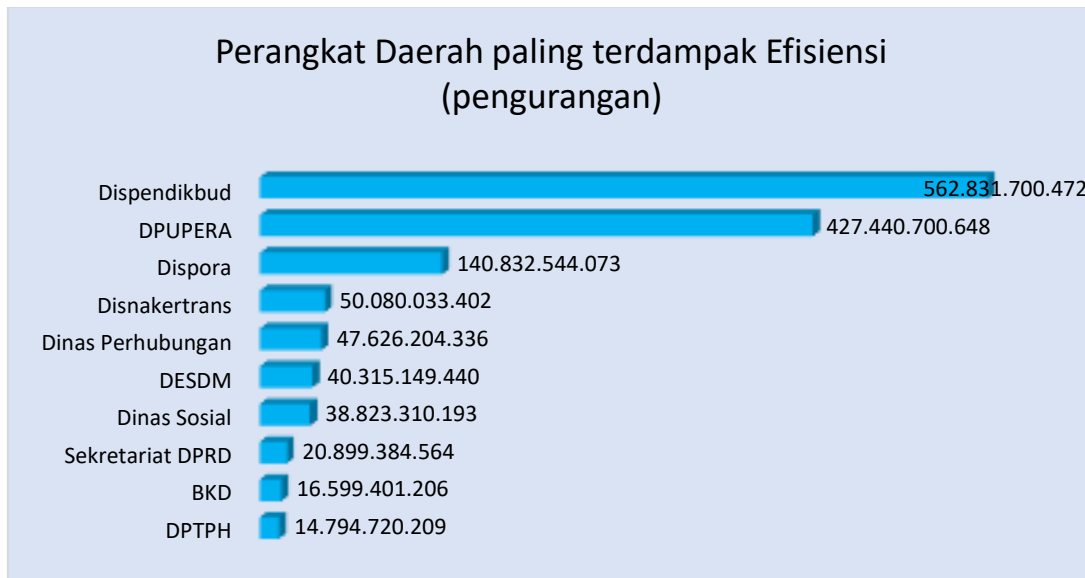 Perangkat Daerah paling terdampak Efisiensi
(pengurangan)
Dispendikbud 562.831.700.472
DPUPERA 427.440.700.648
Dispora 140.832.544.073
Disnakertrans 50.080.033.402
Dinas Perhubungan 47.626.204.336
DESDM 40.315.149.440
Dinas Sosial 38.823.310.193
Sekretariat DPRD 20.899.384.564
BKD 16.599.401.206
DPTPH 14.794.720.209